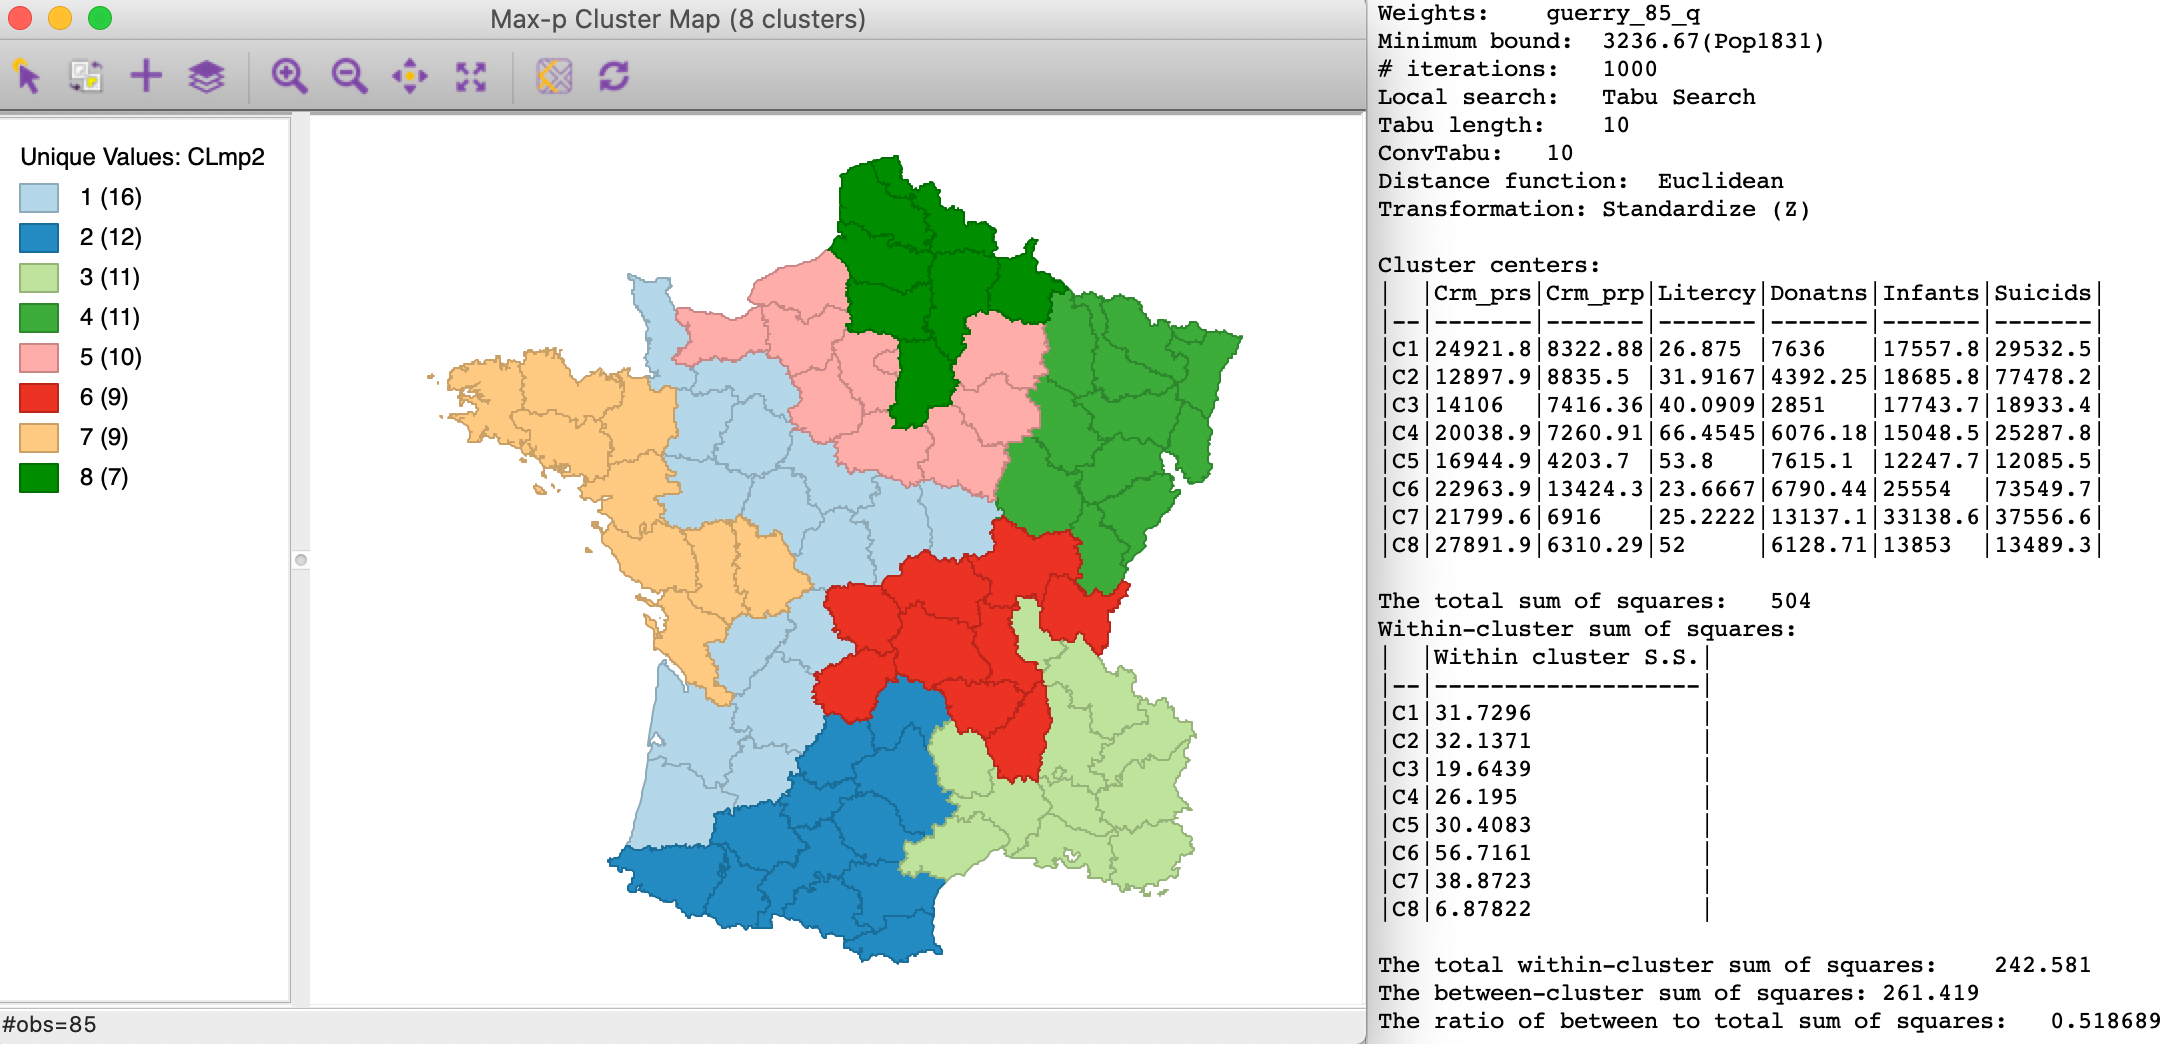 Max-p Cluster Map (8 clusters)
Unique Values: CLmp2
1 (16)
2 (12)
3 (11)
4 (11)
5 (10)
6 (9)
7 (9)
8 (7)
#obs=85
Weights: guerry_85_q
Minimum bound: 3236.67(Pop1831)
# iterations: 1000
Local search: Tabu Search
Tabu length: 10
ConvTabu: 10
Distance function: Euclidean
Transformation: Standardize (Z)
Cluster centers:
|  |Crm_prs|Crm_prp|Litercy|Donatns|Infants|Suicids|
|--|-------|-------|-------|-------|-------|-------|
|C1|24921.8|8322.88|26.875 |7636   |17557.8|29532.5|
|C2|12897.9|8835.5 |31.9167|4392.25|18685.8|77478.2|
|C3|14106  |7416.36|40.0909|2851   |17743.7|18933.4|
|C4|20038.9|7260.91|66.4545|6076.18|15048.5|25287.8|
|C5|16944.9|4203.7 |53.8   |7615.1 |12247.7|12085.5|
|C6|22963.9|13424.3|23.6667|6790.44|25554  |73549.7|
|C7|21799.6|6916   |25.2222|13137.1|33138.6|37556.6|
|C8|27891.9|6310.29|52     |6128.71|13853  |13489.3|
The total sum of squares: 504
Within-cluster sum of squares:
|  |Within cluster S.S.|
|--|-------------------|
|C1|31.7296            |
|C2|32.1371            |
|C3|19.6439            |
|C4|26.195             |
|C5|30.4083            |
|C6|56.7161            |
|C7|38.8723            |
|C8|6.87822            |
The total within-cluster sum of squares: 242.581
The between-cluster sum of squares: 261.419
The ratio of between to total sum of squares: 0.518689